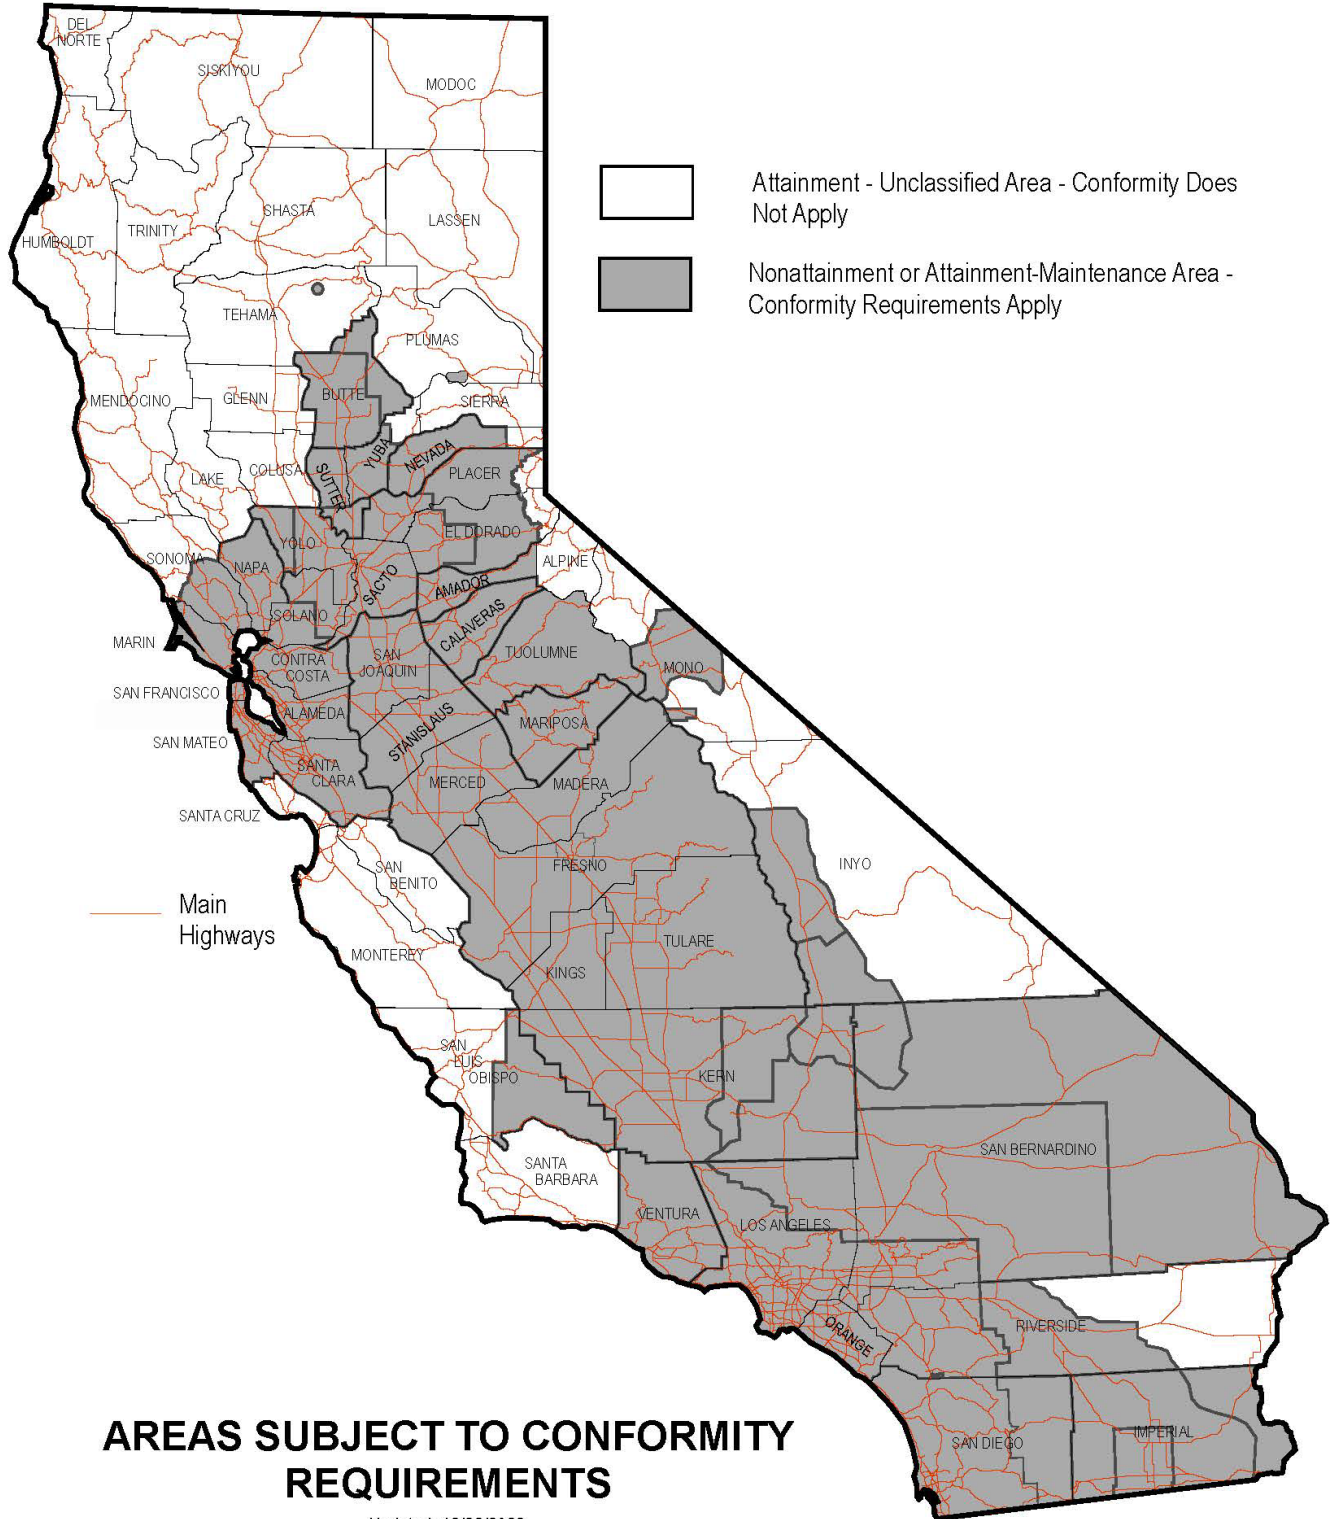 DEL
NORTE
SISKIYOU
MODOC
Attainment - Unclassified Area - Conformity Does
Not Apply
SHASTA
LASSEN
TRINITY
HUMBOLDT
Nonattainment or Attainment-Maintenance Area -
Conformity Requirements Apply
TEHAMA
PLUMAS
BUTTE
MENDOCINO
GLENN
SIERRA
YUBA
NEVADA
COLUSA
LAKE
SUTTER
PLACER
EL DORADO
YOLO
SONOMA
NAPA
ALPINE
SACTO
AMADOR
SOLANO
CALAVERAS
MARIN
TUOLUMNE
CONTRA
COSTA
SAN
JOAQUIN
MONO
SAN FRANCISCO
ALAMEDA
STANISLAUS
MARIPOSA
SAN MATEO
SANTA
CLARA
MERCED
MADERA
SANTA CRUZ
SAN
BENITO
FRESNO
INYO
Main
Highways
MONTEREY
TULARE
KINGS
SAN
LUIS
OBISPO
KERN
SAN BERNARDINO
SANTA
BARBARA
VENTURA
LOS ANGELES
ORANGE
RIVERSIDE
SAN DIEGO
IMPERIAL
AREAS SUBJECT TO CONFORMITY
REQUIREMENTS